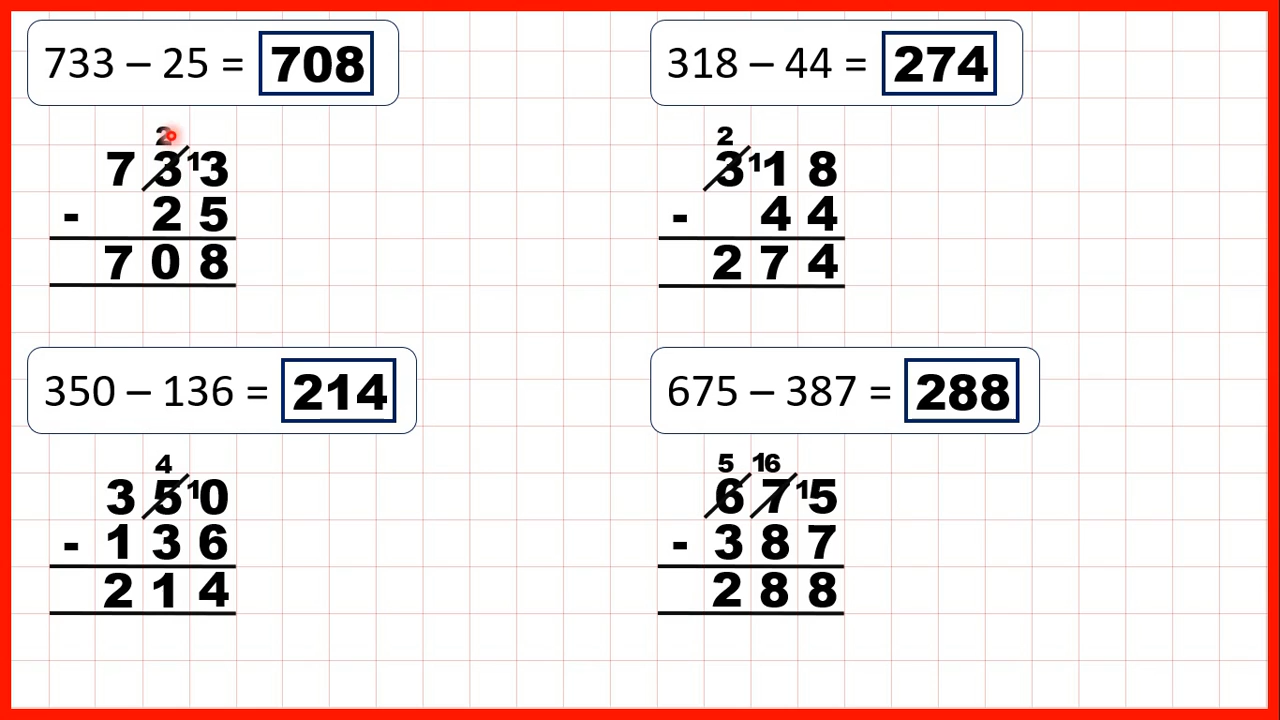 733 – 25 = 708
2
7 3 13
- 2 5
7 0 8
318 – 44 = 274
2
3 11 8
- 4 4
2 7 4
350 – 136 = 214
4
3 5 10
- 1 3 6
2 1 4
675 – 387 = 288
5 16
6 7 15
- 3 8 7
2 8 8